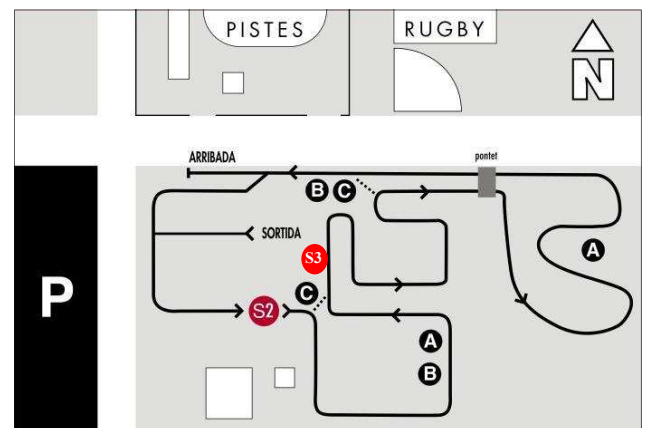 PISTES
RUGBY
N
ARRIBADA
pontet
B C
SORTIDA
A
S3
P
C
S2
A
B